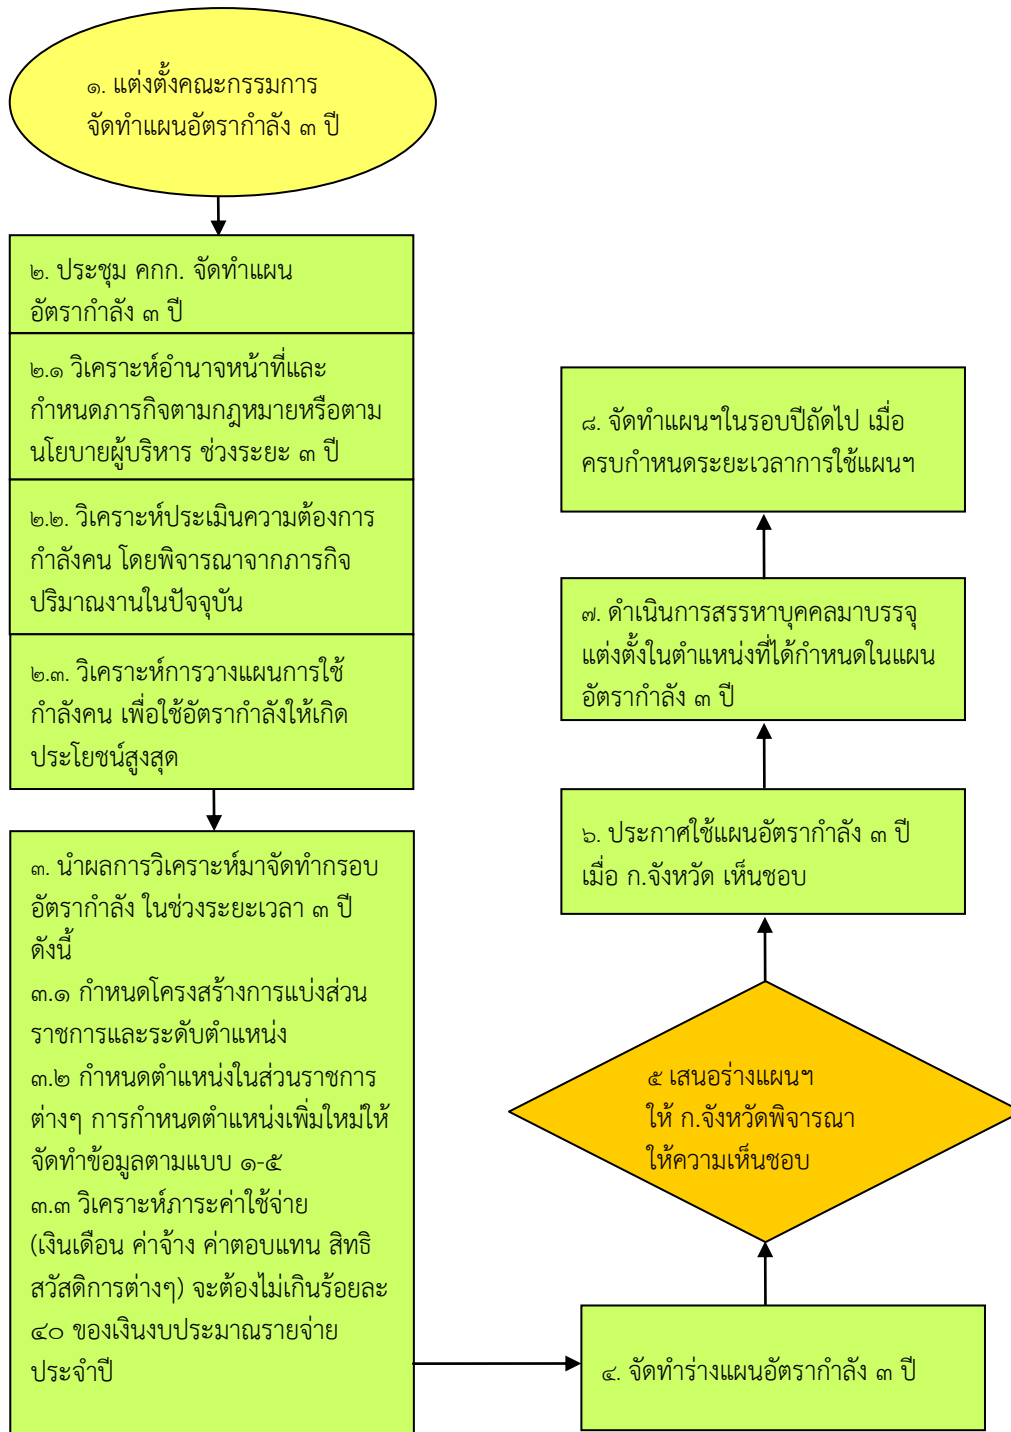 ๑. แต่งตั้งคณะกรรมการ
จัดทำแผนอัตรากำลัง ๓ ปี
๒. ประชุม คกก. จัดทำแผน
อัตรากำลัง ๓ ปี
๒.๑ วิเคราะห์อำนาจหน้าที่และ
กำหนดภารกิจตามกฎหมายหรือตาม
นโยบายผู้บริหาร ช่วงระยะ ๓ ปี
๒.๒. วิเคราะห์ประเมินความต้องการ
กำลังคน โดยพิจารณาจากภารกิจ
ปริมาณงานในปัจจุบัน
๒.๓. วิเคราะห์การวางแผนการใช้
กำลังคน เพื่อใช้อัตรากำลังให้เกิด
ประโยชน์สูงสุด
๓. นำผลการวิเคราะห์มาจัดทำกรอบ
อัตรากำลัง ในช่วงระยะเวลา ๓ ปี
ดังนี้
๓.๑ กำหนดโครงสร้างการแบ่งส่วน
ราชการและระดับตำแหน่ง
๓.๒ กำหนดตำแหน่งในส่วนราชการ
ต่างๆ การกำหนดตำแหน่งเพิ่มใหม่ให้
จัดทำข้อมูลตามแบบ ๑-๕
๓.๓ วิเคราะห์ภาระค่าใช้จ่าย
(เงินเดือน ค่าจ้าง ค่าตอบแทน สิทธิ
สวัสดิการต่างๆ) จะต้องไม่เกินร้อยละ
๔๐ ของเงินงบประมาณรายจ่าย
ประจำปี
๔. จัดทำร่างแผนอัตรากำลัง ๓ ปี
๕ เสนอร่างแผนฯ
ให้ ก.จังหวัดพิจารณา
ให้ความเห็นชอบ
๖. ประกาศใช้แผนอัตรากำลัง ๓ ปี
เมื่อ ก.จังหวัด เห็นชอบ
๗. ดำเนินการสรรหาบุคคลมาบรรจุ
แต่งตั้งในตำแหน่งที่ได้กำหนดในแผน
อัตรากำลัง ๓ ปี
๘. จัดทำแผนฯในรอบปีถัดไป เมื่อ
ครบกำหนดระยะเวลาการใช้แผนฯ